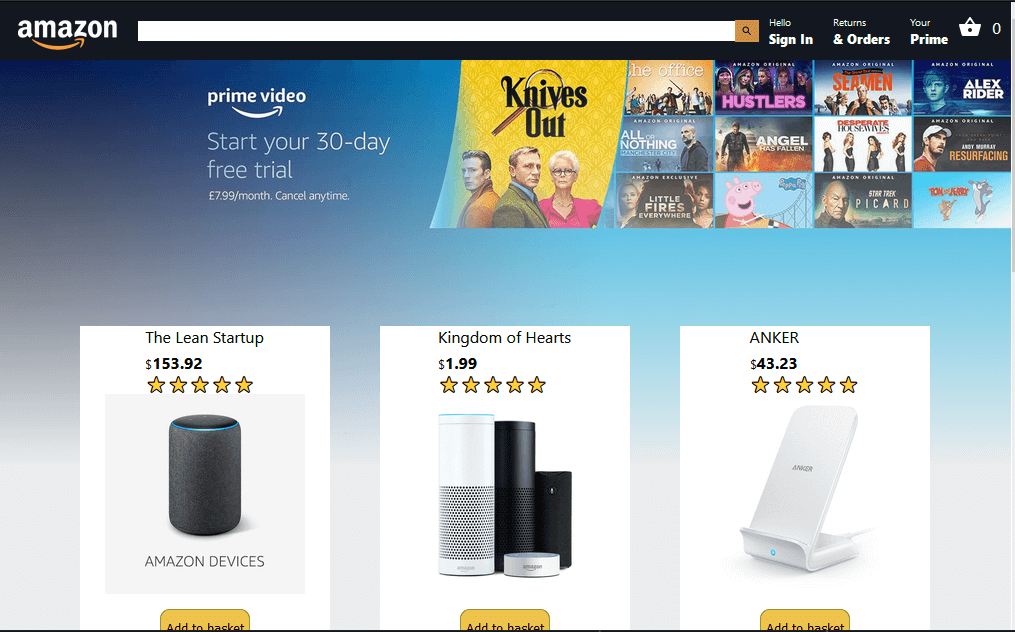 amazon
Hello
Sign In
Returns
& Orders
Your
Prime
0
prime video
Start your 30-day
free trial
£7.99/month. Cancel anytime.
Knives
Out
the office
AMAZON ORIGINAL
HUSTLERS
AMAZON ORIGINAL
SEAMEN
AMAZON ORIGINAL
ALEX
RIDER
AMAZON ORIGINAL
ALL OR
NOTHING
MANCHESTER CITY
ANGEL
HAS FALLEN
DESPERATE
HOUSEWIVES
AMAZON ORIGINAL
ANDY MURRAY
RESURFACING
AMAZON EXCLUSIVE
LITTLE
FIRES
EVERYWHERE
Peppa Pig
AMAZON ORIGINAL
STAR TREK
PICARD
TOM and JERRY
The Lean Startup
$153.92
AMAZON DEVICES
Add to basket
Kingdom of Hearts
$1.99
amazon
amazon
Add to basket
ANKER
$43.23
ANKER
Add to basket